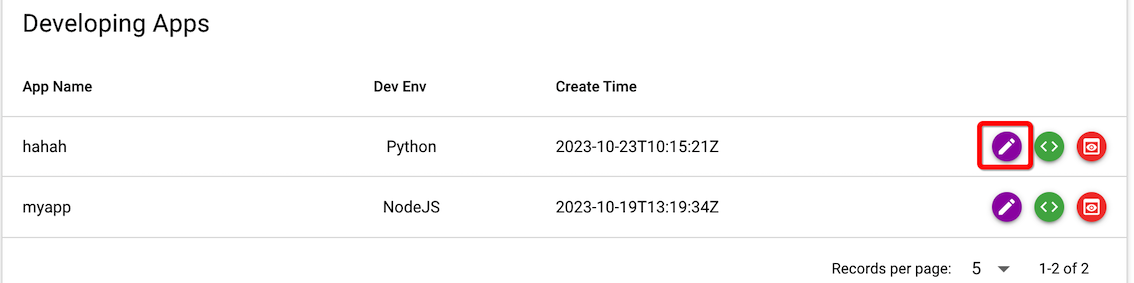 Developing Apps
App Name Dev Env Create Time
hahah Python 2023-10-23T10:15:21Z
myapp NodeJS 2023-10-19T13:19:34Z
Records per page: 5 1-2 of 2